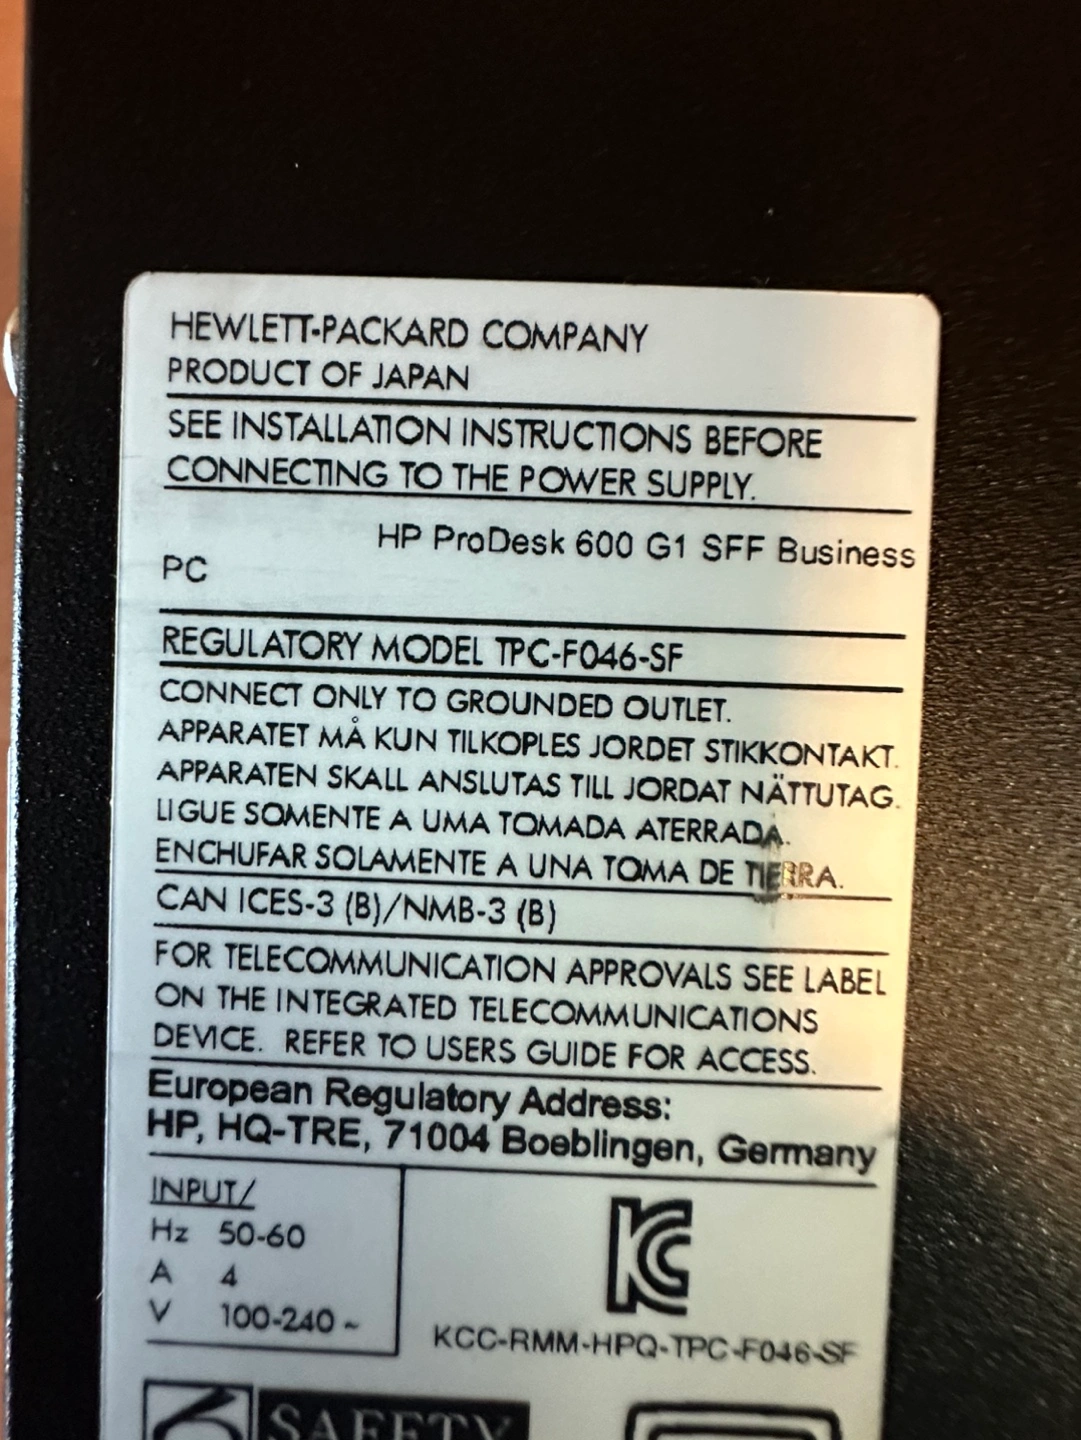 HEWLETT-PACKARD COMPANY
PRODUCT OF JAPAN
SEE INSTALLATION INSTRUCTIONS BEFORE
CONNECTING TO THE POWER SUPPLY.
HP ProDesk 600 G1 SFF Business
PC
REGULATORY MODEL TPC-F046-SF
CONNECT ONLY TO GROUNDED OUTLET.
APPARATET MÅ KUN TILKOPLES JORDET STIKKONTAKT.
APPARATEN SKALL ANSLUTAS TILL JORDAT NÄTTUTAG.
LIGUE SOMENTE A UMA TOMADA ATERRADA.
ENCHUFAR SOLAMENTE A UNA TOMA DE TIERRA.
CAN ICES-3 (B)/NMB-3 (B)
FOR TELECOMMUNICATION APPROVALS SEE LABEL
ON THE INTEGRATED TELECOMMUNICATIONS
DEVICE. REFER TO USERS GUIDE FOR ACCESS.
European Regulatory Address:
HP, HQ-TRE, 71004 Boeblingen, Germany
INPUT/
Hz 50-60
A 4
V 100-240 ~
KC
KCC-RMM-HPQ-TPC-F046-SF
SAFETY